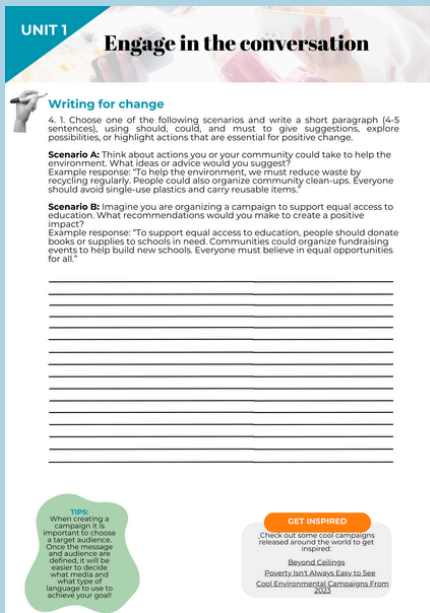 UNIT 1
Engage in the conversation
Writing for change
4. 1. Choose one of the following scenarios and write a short paragraph (4-5
sentences), using should, could, and must to give suggestions, explore
possibilities, or highlight actions that are essential for positive change.
Scenario A: Think about actions you or your community could take to help the
environment. What ideas or advice would you suggest?
Example response: "To help the environment, we must reduce waste by
recycling regularly. People could also organize community clean-ups. Everyone
should avoid single-use plastics and carry reusable items."
Scenario B: Imagine you are organizing a campaign to support equal access to
education. What recommendations would you make to create a positive
impact?
Example response: "To support equal access to education, people should donate
books or supplies to schools in need. Communities could organize fundraising
events to help build new schools. Everyone must believe in equal opportunities
for all."
TIPS:
When creating a
campaign it is
important to choose
a target audience.
Once the message
and audience are
defined, it will be
easier to decide
what media and
what type of
language to use to
achieve your goal!
GET INSPIRED
Check out some cool campaigns
released around the world to get
inspired:
Beyond Ceilings
Poverty Isn't Always Easy to See
Cool Environmental Campaigns From
2023